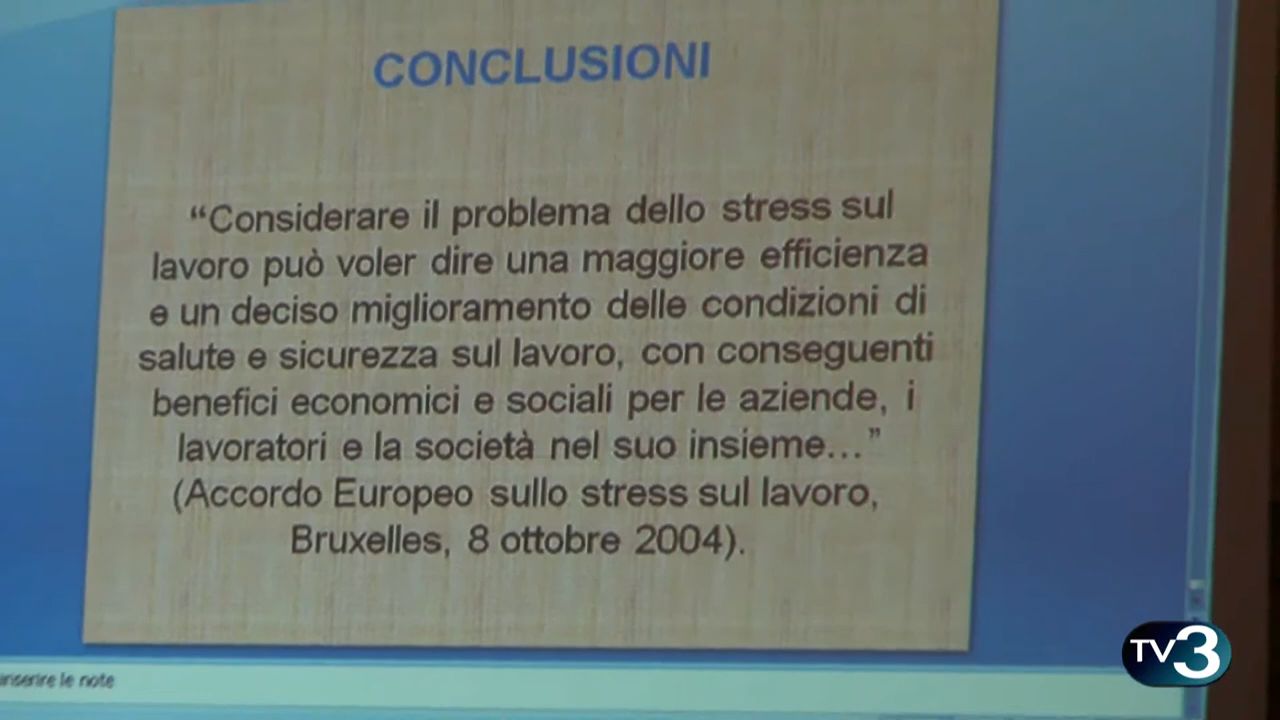 CONCLUSIONI
“Considerare il problema dello stress sul
lavoro può voler dire una maggiore efficienza
e un deciso miglioramento delle condizioni di
salute e sicurezza sul lavoro, con conseguenti
benefici economici e sociali per le aziende, i
lavoratori e la società nel suo insieme…”
(Accordo Europeo sullo stress sul lavoro,
Bruxelles, 8 ottobre 2004).
inserire le note
TV3